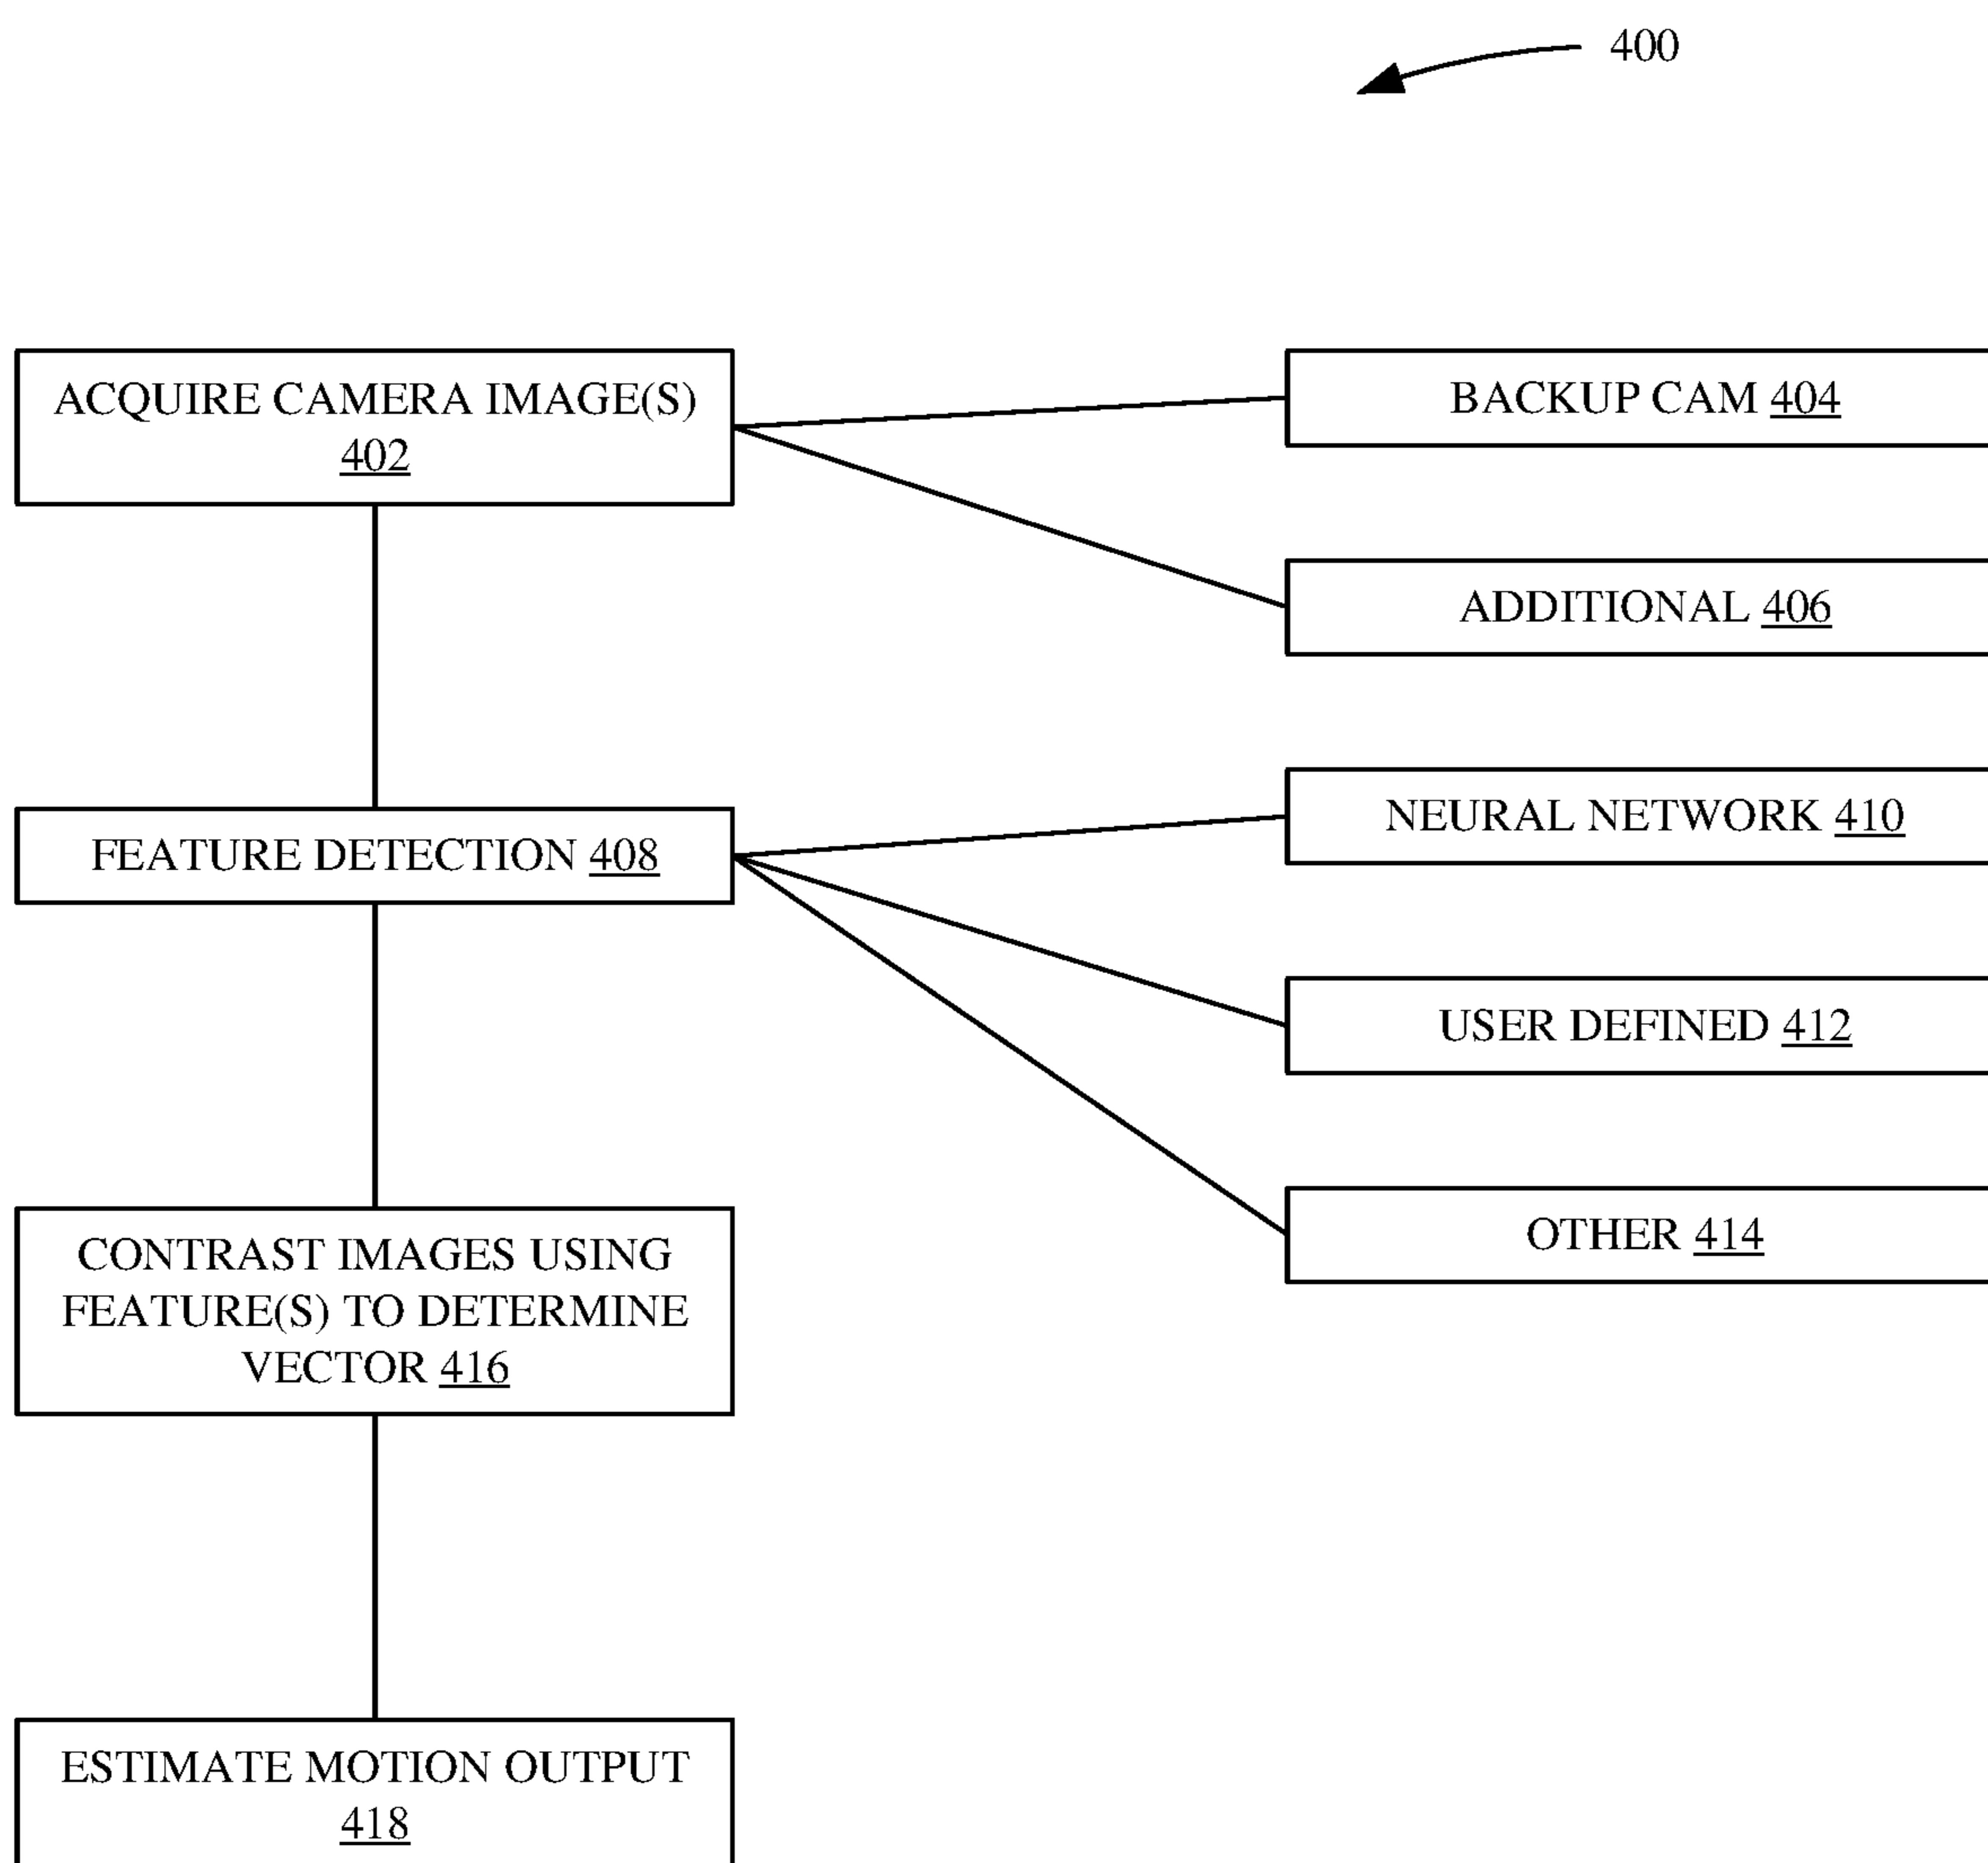 400
ACQUIRE CAMERA IMAGE(S)
402
BACKUP CAM 404
ADDITIONAL 406
FEATURE DETECTION 408
NEURAL NETWORK 410
USER DEFINED 412
OTHER 414
CONTRAST IMAGES USING
FEATURE(S) TO DETERMINE
VECTOR 416
ESTIMATE MOTION OUTPUT
418